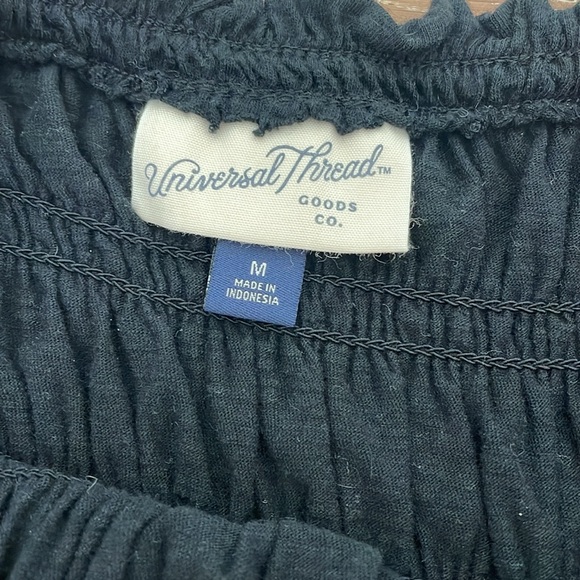 Universal Thread™
GOODS
CO.
M
MADE IN
INDONESIA